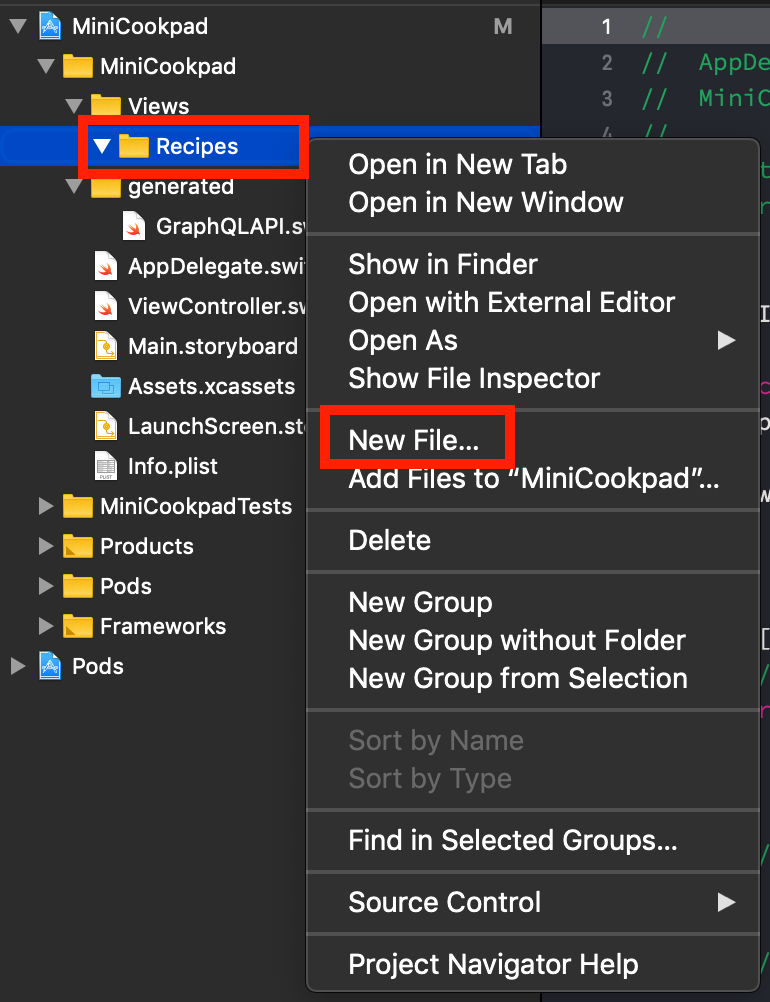 MiniCookpad M
MiniCookpad
Views
Recipes
generated
GraphQLAPI.sw
AppDelegate.swi
ViewController.sw
Main.storyboard
Assets.xcassets
LaunchScreen.sto
Info.plist
MiniCookpadTests
Products
Pods
Frameworks
Pods
Open in New Tab
Open in New Window
Show in Finder
Open with External Editor
Open As
Show File Inspector
New File...
Add Files to “MiniCookpad”...
Delete
New Group
New Group without Folder
New Group from Selection
Sort by Name
Sort by Type
Find in Selected Groups...
Source Control
Project Navigator Help
1 //
2 // AppDe
3 // MiniC
4 //